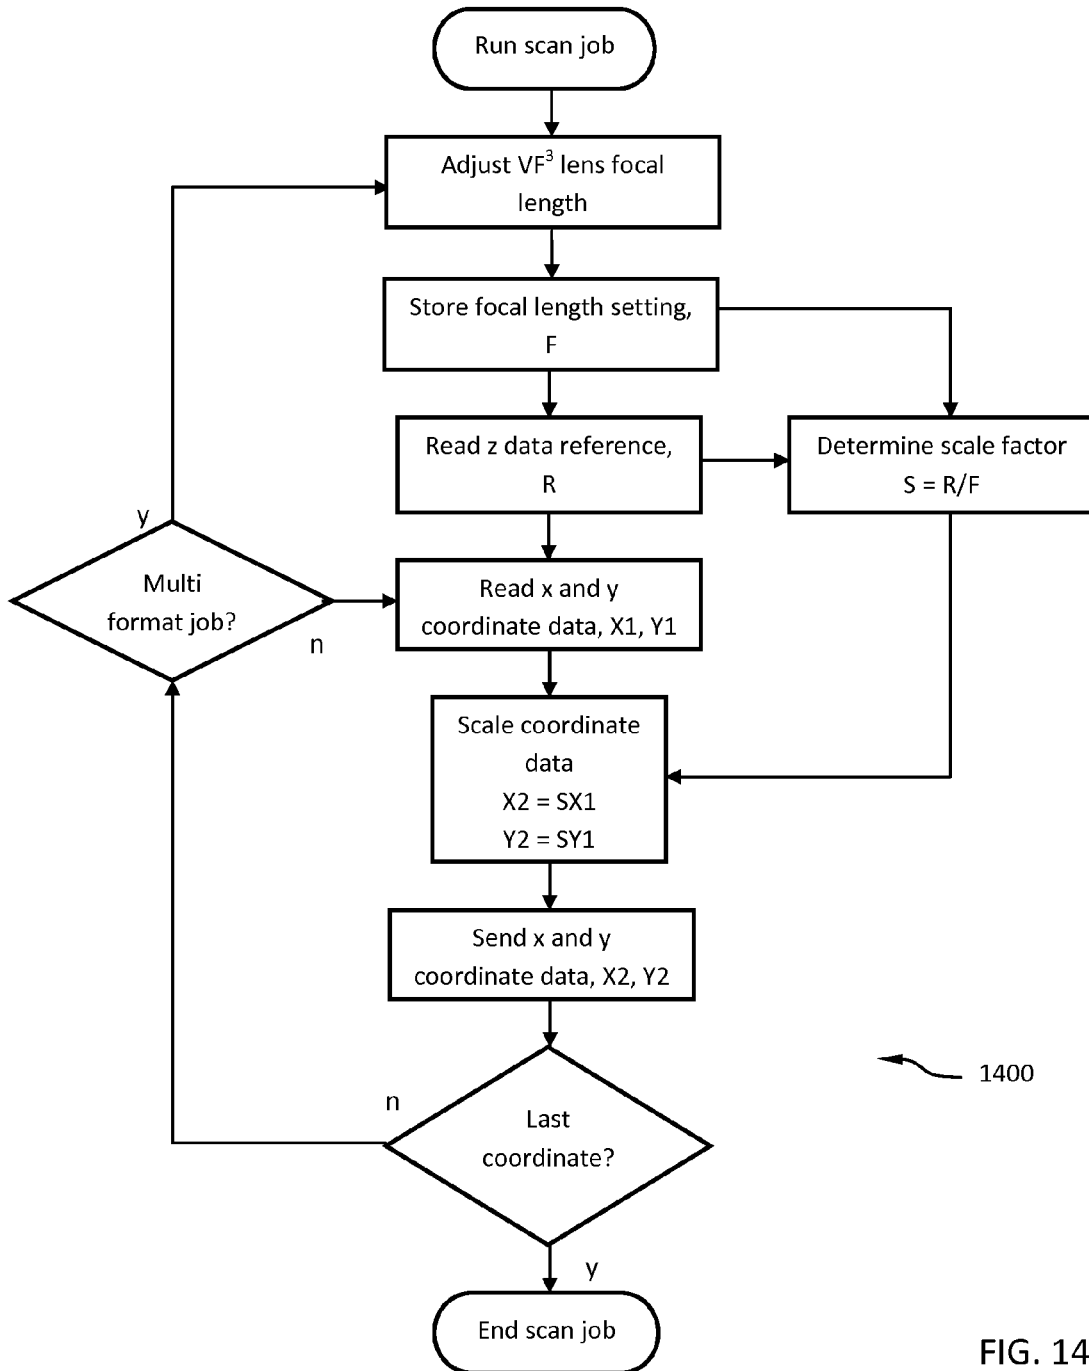 Run scan job
Adjust VF³ lens focal
length
Store focal length setting,
F
Read z data reference,
R
Determine scale factor
S = R/F
y
Multi
format job?
n
Read x and y
coordinate data, X1, Y1
Scale coordinate
data
X2 = SX1
Y2 = SY1
Send x and y
coordinate data, X2, Y2
1400
n
Last
coordinate?
y
End scan job
FIG. 14